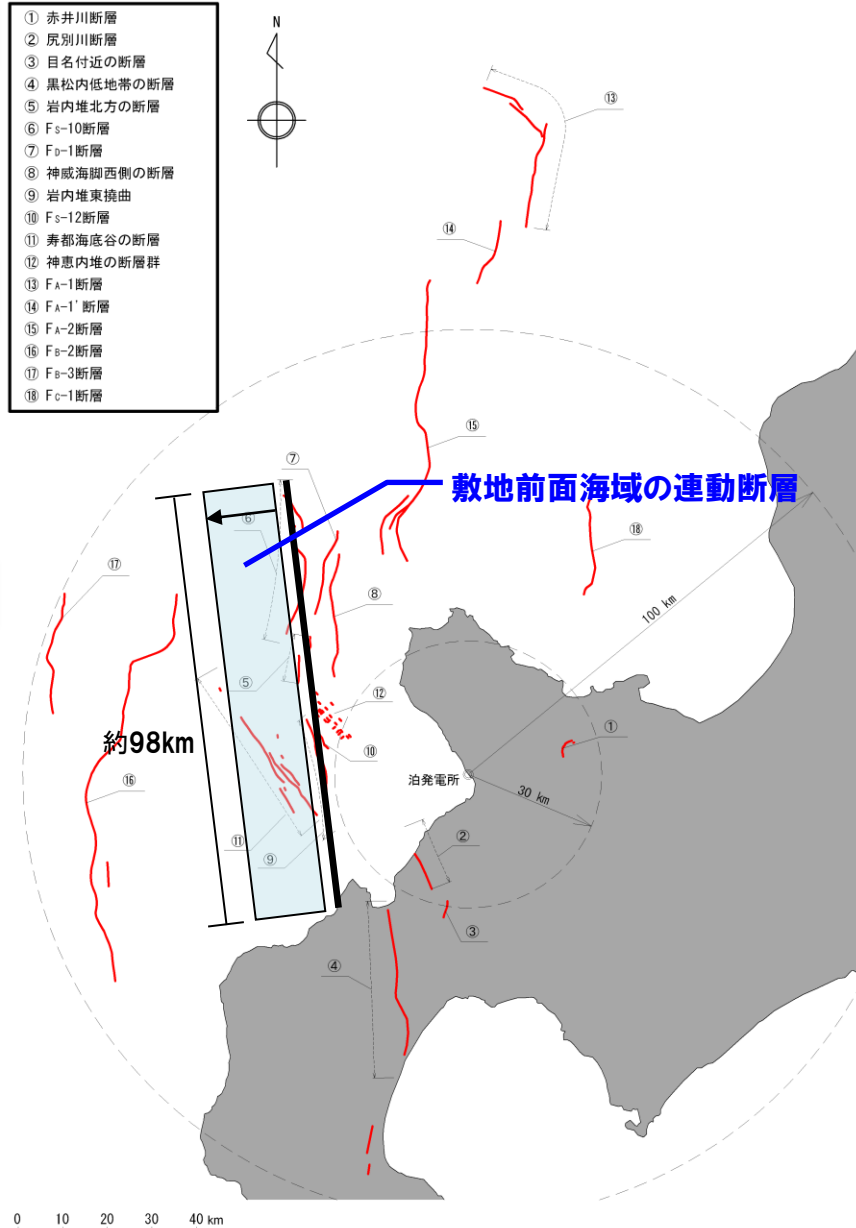 ① 赤井川断層
② 尻別川断層
③ 目名付近の断層
④ 黒松内低地帯の断層
⑤ 岩内堆北方の断層
⑥ Fs-10断層
⑦ FD-1断層
⑧ 神威海脚西側の断層
⑨ 岩内堆東撓曲
⑩ Fs-12断層
⑪ 寿都海底谷の断層
⑫ 神恵内堆の断層群
⑬ FA-1断層
⑭ FA-1'断層
⑮ FA-2断層
⑯ FB-2断層
⑰ FB-3断層
⑱ Fc-1断層
N
⑬
⑭
⑮
⑦
敷地前面海域の連動断層
⑥
⑱
⑰
⑧
100 km
⑤
⑫
約98km
⑩
①
泊発電所
30 km
⑯
⑪
②
⑨
③
④
0 10 20 30 40 km